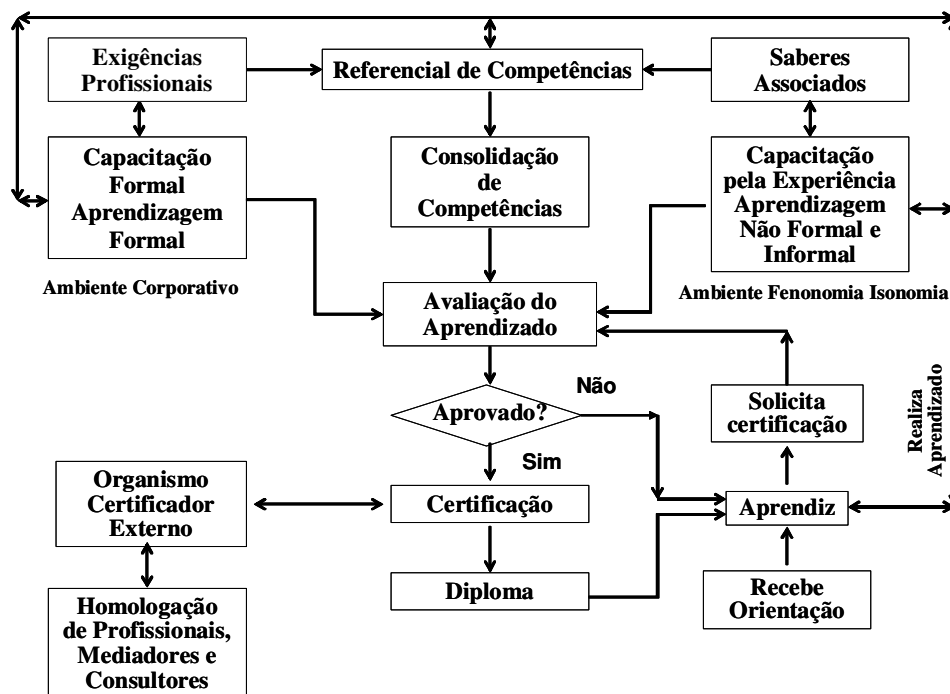 Exigências
Profissionais
Referencial de Competências
Saberes
Associados
Capacitação
Formal
Aprendizagem
Formal
Consolidação
de
Competências
Capacitação
pela Experiência
Aprendizagem
Não Formal e
Informal
Ambiente Corporativo
Ambiente Fenonomia Isonomia
Avaliação do
Aprendizado
Não
Aprovado?
Sim
Solicita
certificação
Realiza
Aprendizado
Organismo
Certificador
Externo
Certificação
Aprendiz
Diploma
Recebe
Orientação
Homologação
de Profissionais,
Mediadores e
Consultores